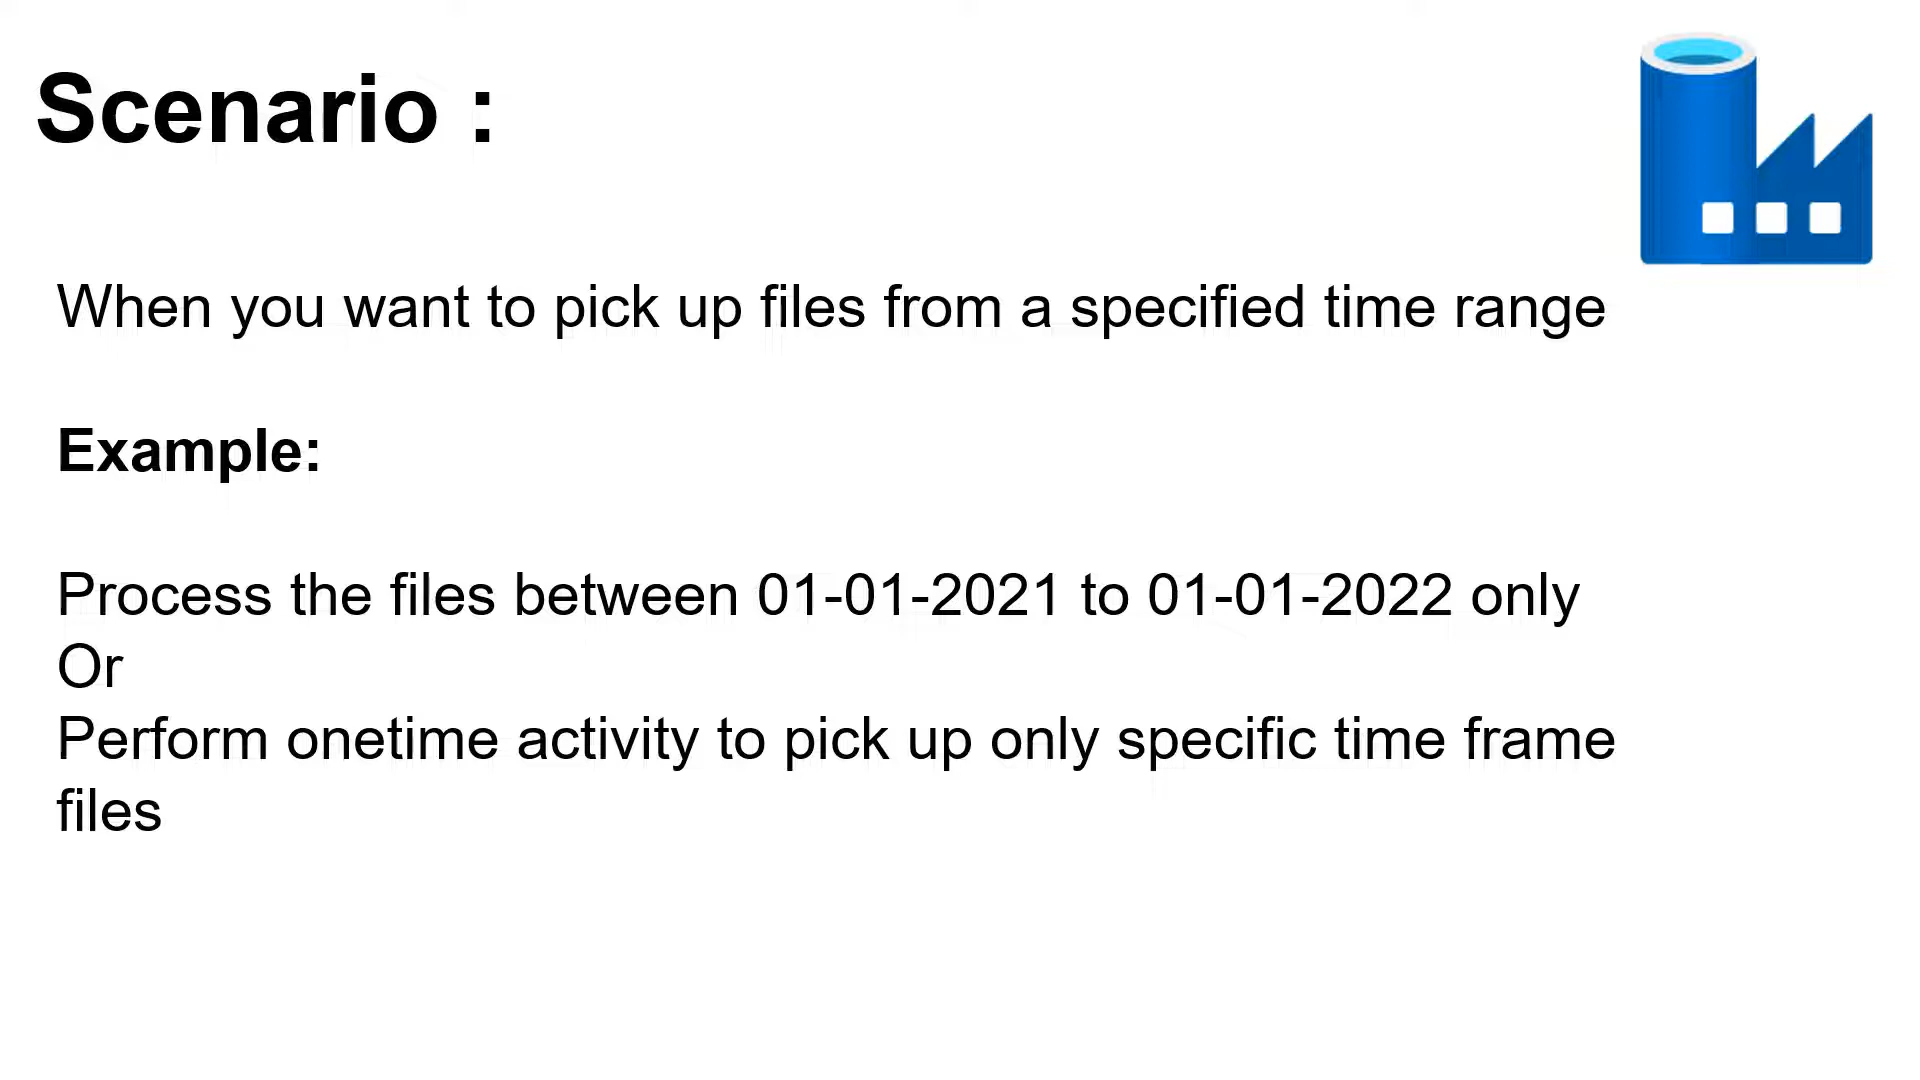 Scenario :
When you want to pick up files from a specified time range
Example:
Process the files between 01-01-2021 to 01-01-2022 only
Or
Perform onetime activity to pick up only specific time frame
files